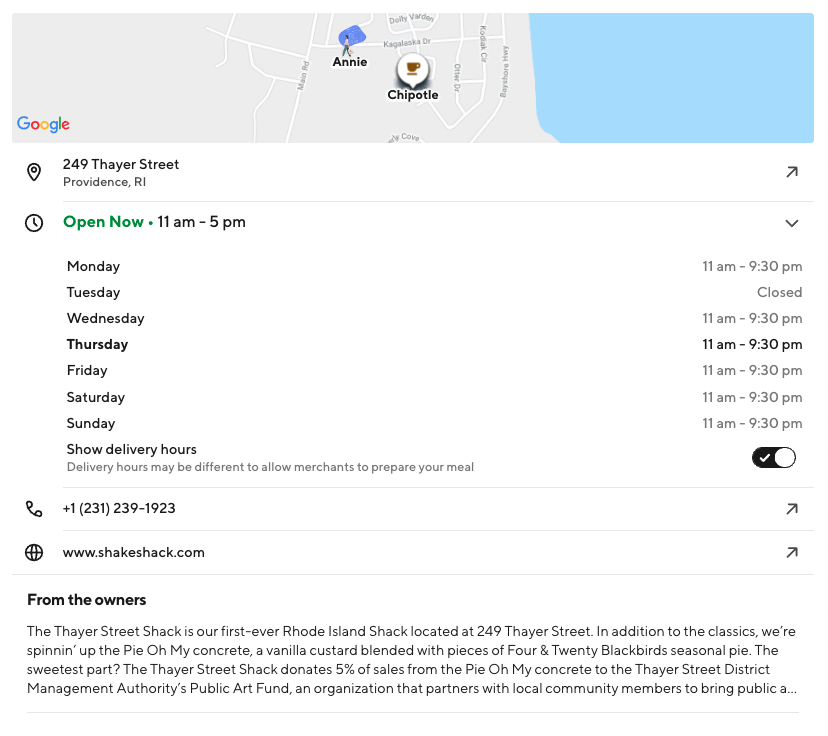 Dolly Varden
Kagalaska Dr
Annie
Main Rd
Kodiak Cir
Otter Dr
Bayshore Hwy
Chipotle
ly Cove
Google
249 Thayer Street
Providence, RI
Open Now • 11 am - 5 pm
Monday 11 am - 9:30 pm
Tuesday Closed
Wednesday 11 am - 9:30 pm
Thursday 11 am - 9:30 pm
Friday 11 am - 9:30 pm
Saturday 11 am - 9:30 pm
Sunday 11 am - 9:30 pm
Show delivery hours
Delivery hours may be different to allow merchants to prepare your meal
+1 (231) 239-1923
www.shakeshack.com
From the owners
The Thayer Street Shack is our first-ever Rhode Island Shack located at 249 Thayer Street. In addition to the classics, we're
spinnin' up the Pie Oh My concrete, a vanilla custard blended with pieces of Four & Twenty Blackbirds seasonal pie. The
sweetest part? The Thayer Street Shack donates 5% of sales from the Pie Oh My concrete to the Thayer Street District
Management Authority's Public Art Fund, an organization that partners with local community members to bring public a...